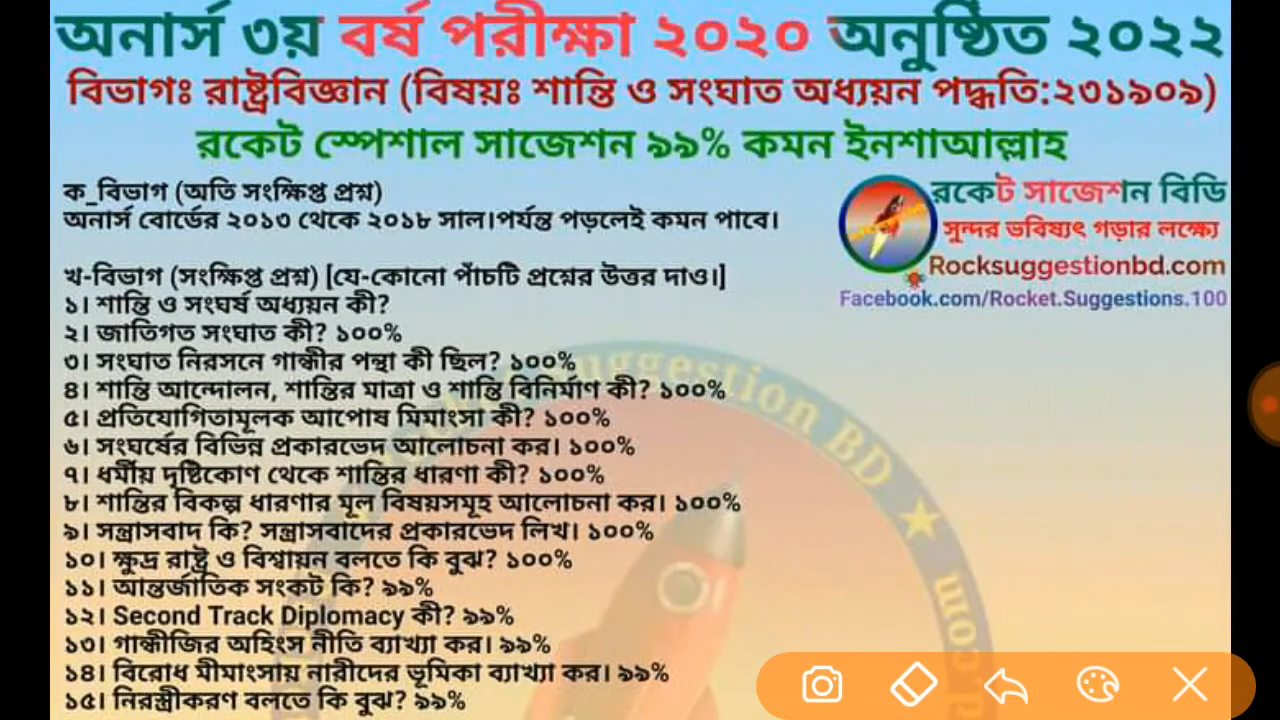 অনার্স ৩য় বর্ষ পরীক্ষা ২০২০ অনুষ্ঠিত ২০২২
বিভাগঃ রাষ্ট্রবিজ্ঞান (বিষয়ঃ শান্তি ও সংঘাত অধ্যয়ন পদ্ধতি:২৩১৯০৯)
রকেট স্পেশাল সাজেশন ৯৯% কমন ইনশাআল্লাহ
ক_বিভাগ (অতি সংক্ষিপ্ত প্রশ্ন)
অনার্স বোর্ডের ২০১৩ থেকে ২০১৮ সাল।পর্যন্ত পড়লেই কমন পাবে।
রকেট সাজেশন বিডি
সুন্দর ভবিষ্যৎ গড়ার লক্ষ্যে
Rocksuggestionbd.com
Facebook.com/Rocket.Suggestions.100
খ-বিভাগ (সংক্ষিপ্ত প্রশ্ন) [যে-কোনো পাঁচটি প্রশ্নের উত্তর দাও।]
১। শান্তি ও সংঘর্ষ অধ্যয়ন কী?
২। জাতিগত সংঘাত কী? ১০০%
৩। সংঘাত নিরসনে গান্ধীর পন্থা কী ছিল? ১০০%
৪। শান্তি আন্দোলন, শান্তির মাত্রা ও শান্তি বিনির্মাণ কী? ১০০%
৫। প্রতিযোগিতামূলক আপোষ মিমাংসা কী? ১০০%
৬। সংঘর্ষের বিভিন্ন প্রকারভেদ আলোচনা কর। ১০০%
৭। ধর্মীয় দৃষ্টিকোণ থেকে শান্তির ধারণা কী? ১০০%
৮। শান্তির বিকল্প ধারণার মূল বিষয়সমূহ আলোচনা কর। ১০০%
৯। সন্ত্রাসবাদ কি? সন্ত্রাসবাদের প্রকারভেদ লিখ। ১০০%
১০। ক্ষুদ্র রাষ্ট্র ও বিশ্বায়ন বলতে কি বুঝ? ১০০%
১১। আন্তর্জাতিক সংকট কি? ৯৯%
১২। Second Track Diplomacy কী? ৯৯%
১৩। গান্ধীজির অহিংস নীতি ব্যাখ্যা কর। ৯৯%
১৪। বিরোধ মীমাংসায় নারীদের ভূমিকা ব্যাখ্যা কর। ৯৯%
১৫। নিরস্ত্রীকরণ বলতে কি বুঝ? ৯৯%